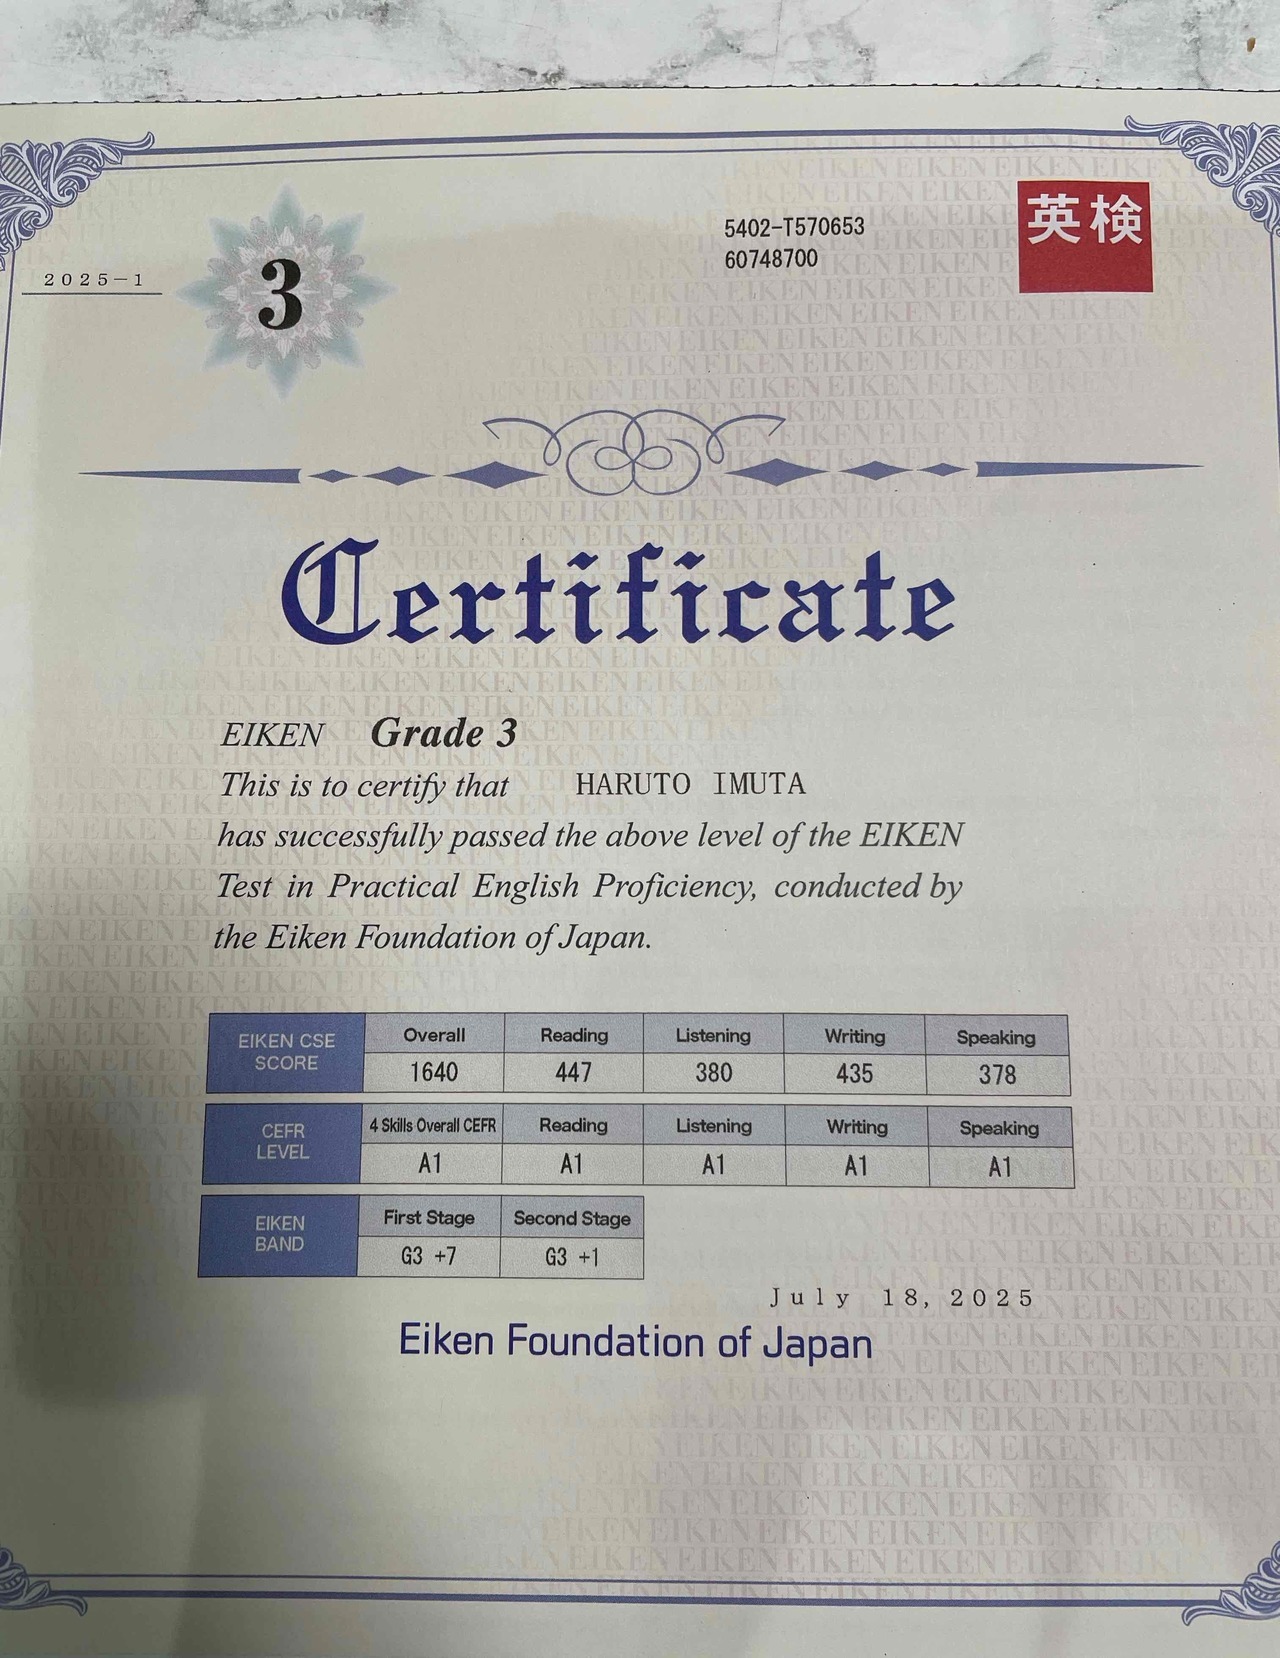 2025-1
3
5402-T570653
60748700
英検
Certificate
EIKEN Grade 3
This is to certify that HARUTO IMUTA
has successfully passed the above level of the EIKEN
Test in Practical English Proficiency, conducted by
the Eiken Foundation of Japan.
EIKEN CSE SCORE
Overall Reading Listening Writing Speaking
1640 447 380 435 378
CEFR LEVEL
4 Skills Overall CEFR Reading Listening Writing Speaking
A1 A1 A1 A1 A1
EIKEN BAND
First Stage Second Stage
G3 +7 G3 +1
July 18, 2025
Eiken Foundation of Japan